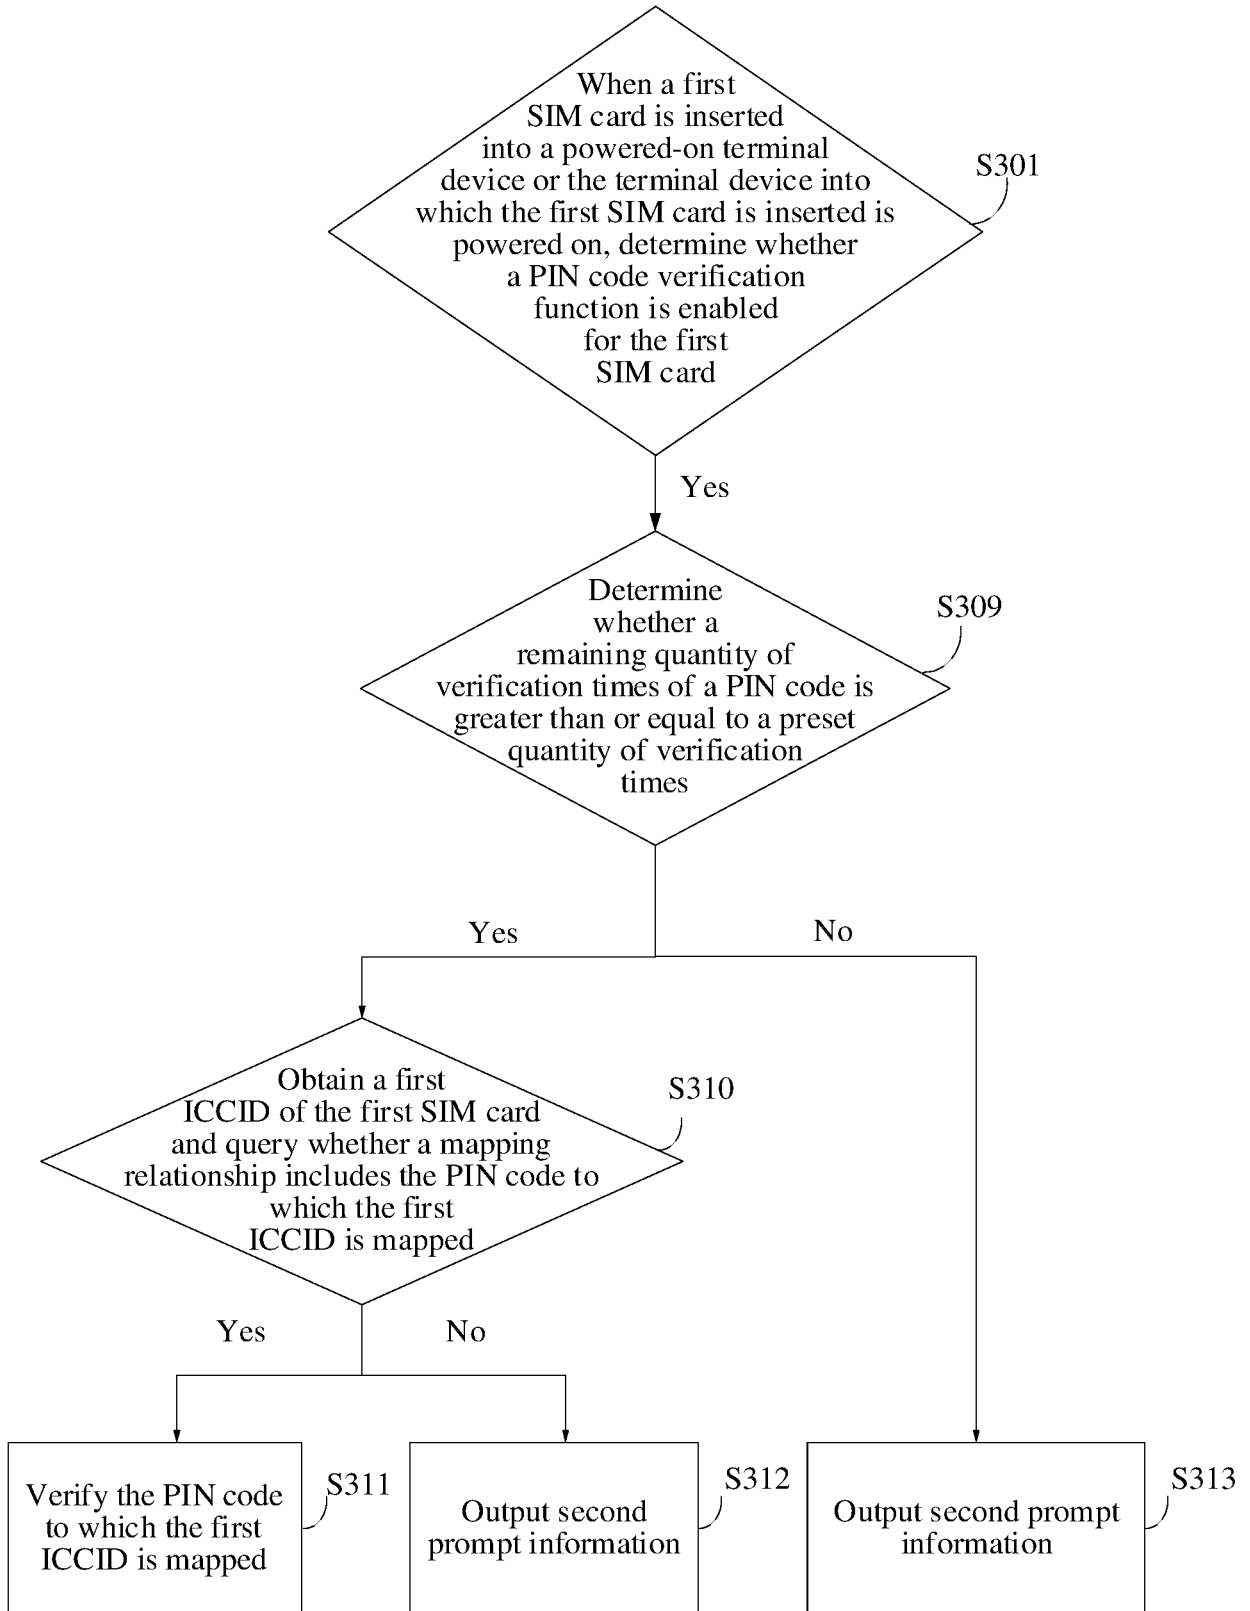 When a first
SIM card is inserted
into a powered-on terminal
device or the terminal device into
which the first SIM card is inserted is
powered on, determine whether
a PIN code verification
function is enabled
for the first
SIM card
S301
Yes
Determine
whether a
remaining quantity of
verification times of a PIN code is
greater than or equal to a preset
quantity of verification
times
S309
Yes
No
Obtain a first
ICCID of the first SIM card
and query whether a mapping
relationship includes the PIN code to
which the first
ICCID is mapped
S310
Yes
No
Verify the PIN code
to which the first
ICCID is mapped
S311
Output second
prompt information
S312
Output second prompt
information
S313